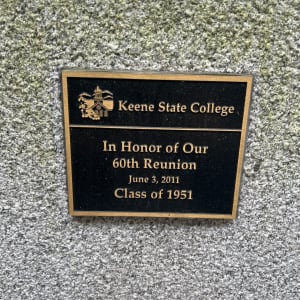 Keene State College
In Honor of Our
60th Reunion
June 3, 2011
Class of 1951